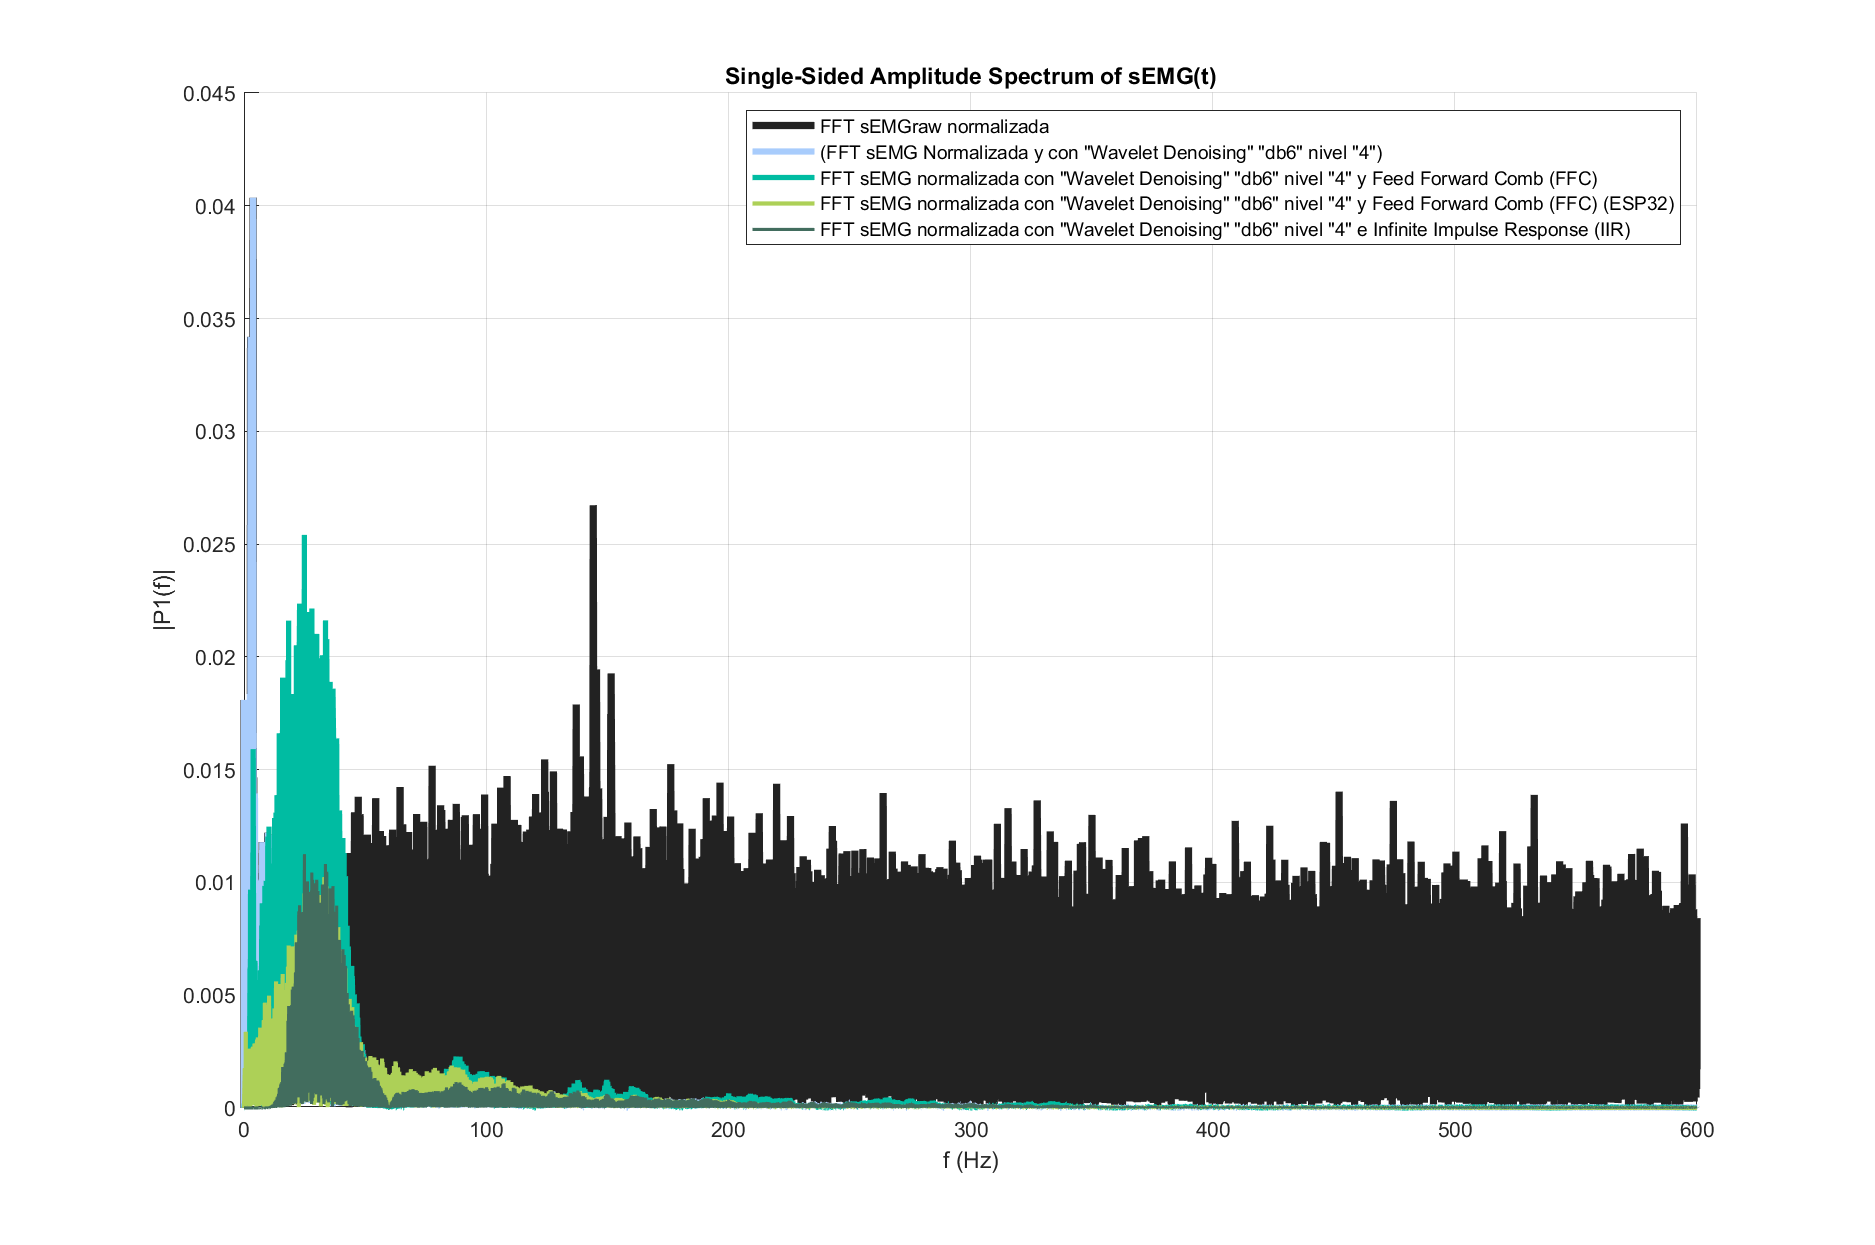 Single-Sided Amplitude Spectrum of sEMG(t)
FFT sEMGraw normalizada
(FFT sEMG Normalizada y con "Wavelet Denoising" "db6" nivel "4")
FFT sEMG normalizada con "Wavelet Denoising" "db6" nivel "4" y Feed Forward Comb (FFC)
FFT sEMG normalizada con "Wavelet Denoising" "db6" nivel "4" y Feed Forward Comb (FFC) (ESP32)
FFT sEMG normalizada con "Wavelet Denoising" "db6" nivel "4" e Infinite Impulse Response (IIR)
|P1(f)|
0.045
0.04
0.035
0.03
0.025
0.02
0.015
0.01
0.005
0
0 100 200 300 400 500 600
f (Hz)